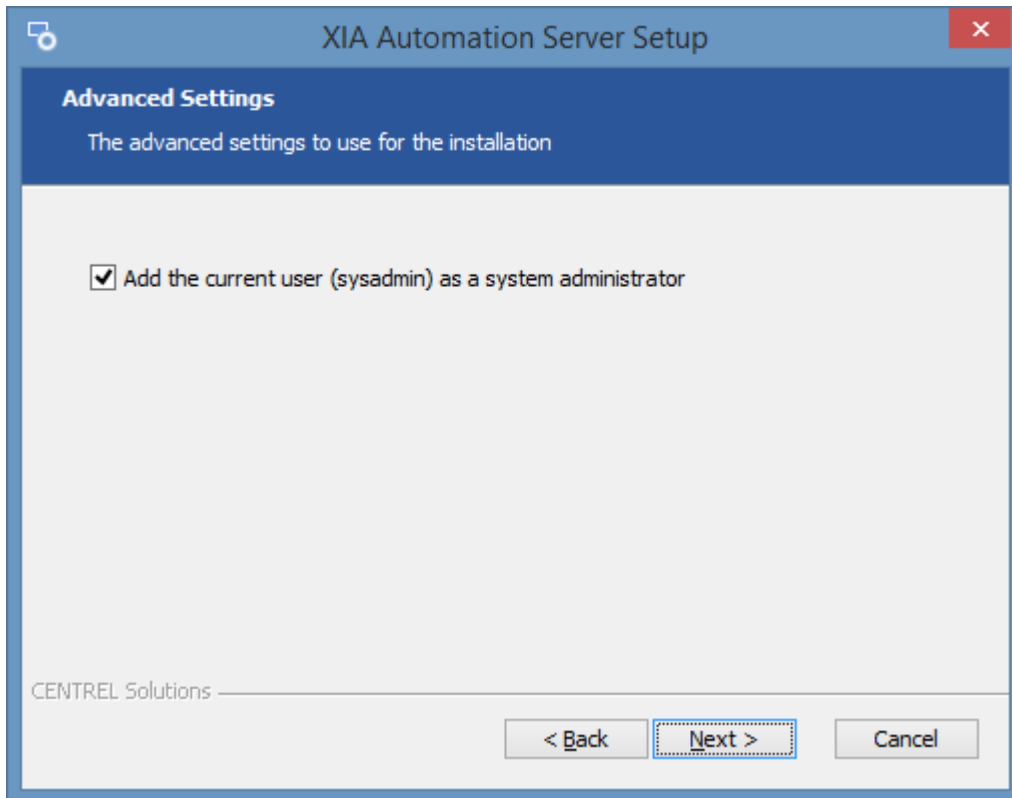 XIA Automation Server Setup
Advanced Settings
The advanced settings to use for the installation
Add the current user (sysadmin) as a system administrator
CENTREL Solutions
< Back
Next >
Cancel